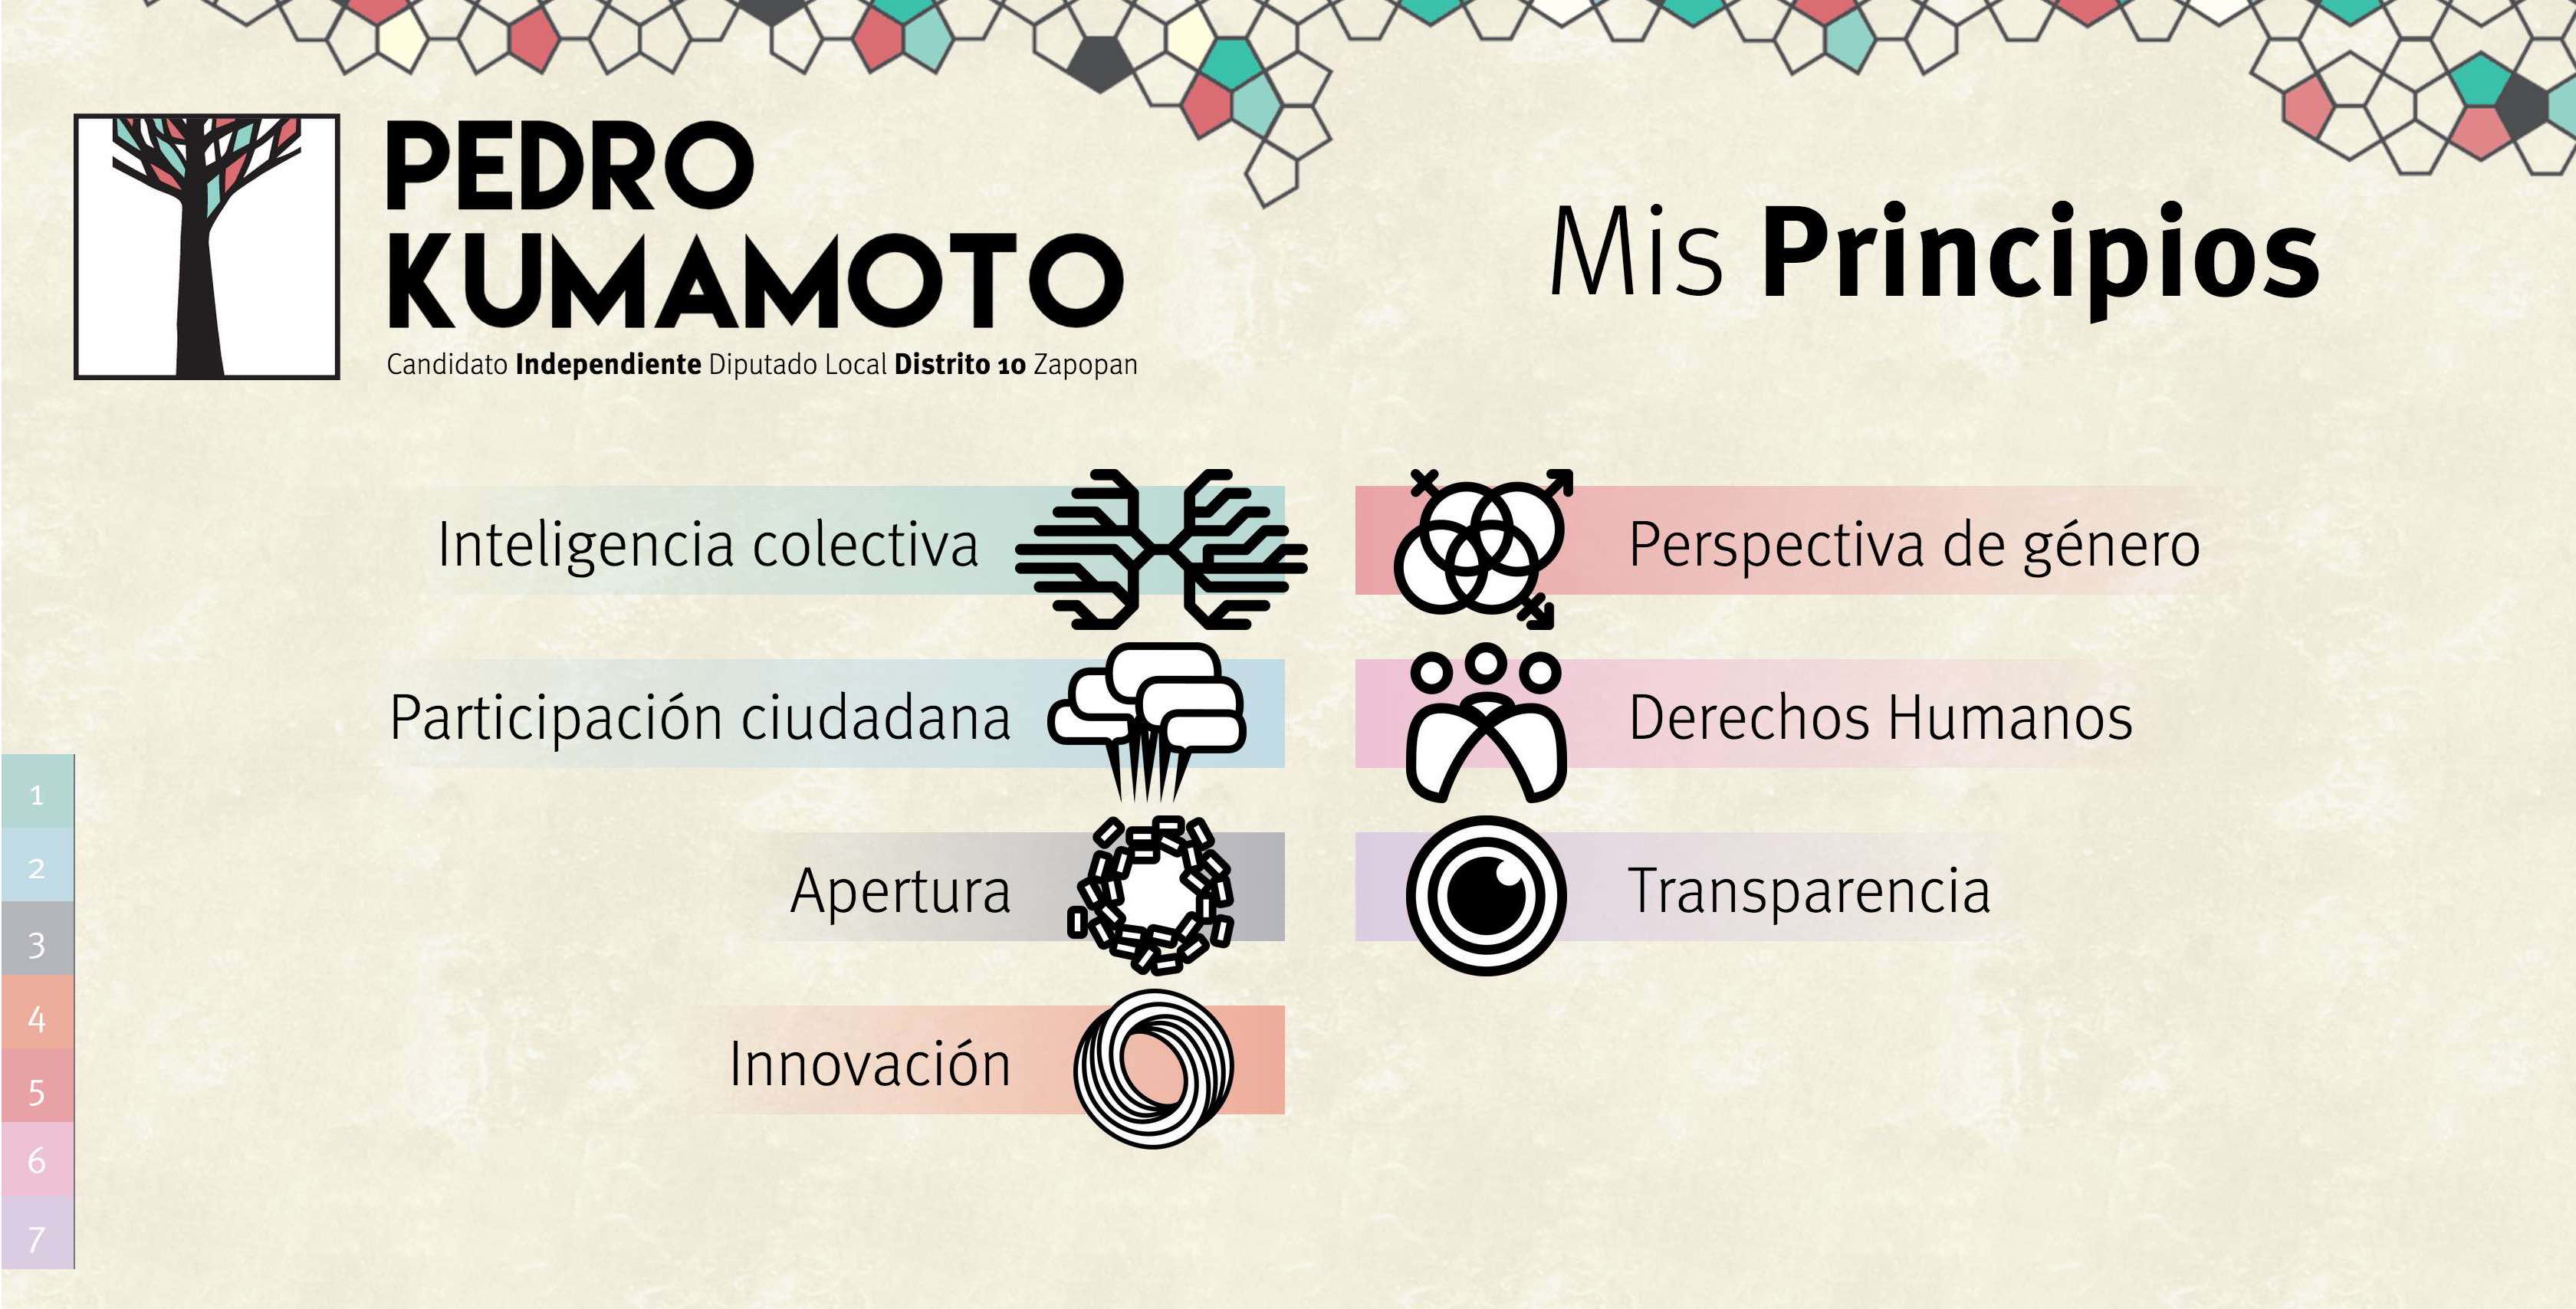 PEDRO
KUMAMOTO
Candidato Independiente Diputado Local Distrito 10 Zapopan
Mis Principios
Inteligencia colectiva
Participación ciudadana
Apertura
Innovación
Perspectiva de género
Derechos Humanos
Transparencia
1
2
3
4
5
6
7